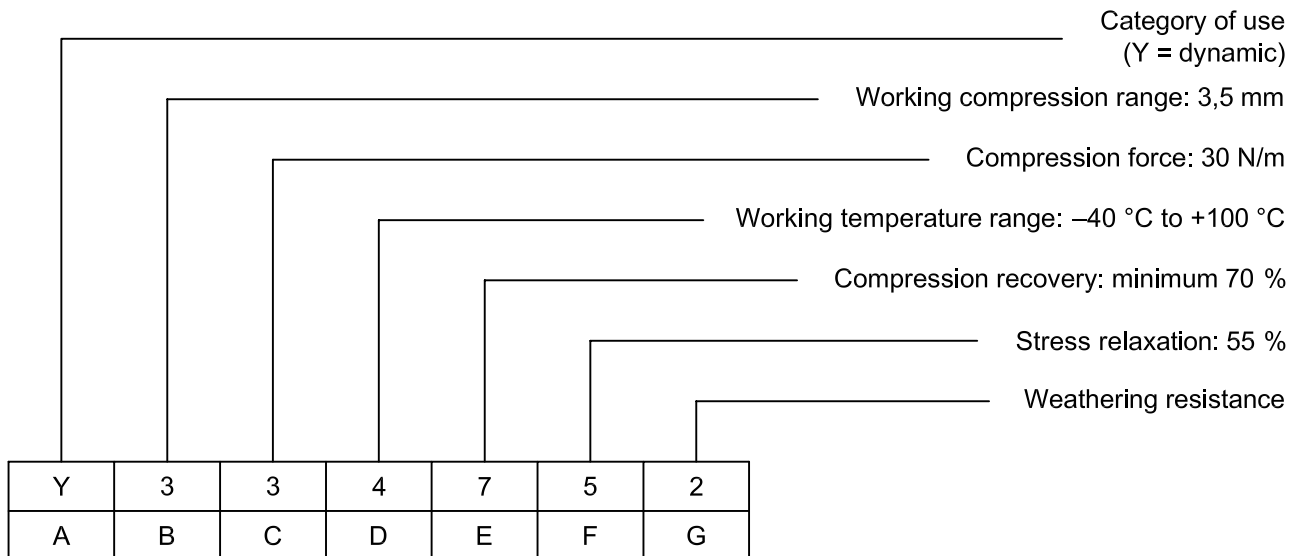 Category of use
(Y = dynamic)
Working compression range: 3,5 mm
Compression force: 30 N/m
Working temperature range: –40 °C to +100 °C
Compression recovery: minimum 70 %
Stress relaxation: 55 %
Weathering resistance
Y 3 3 4 7 5 2
A B C D E F G